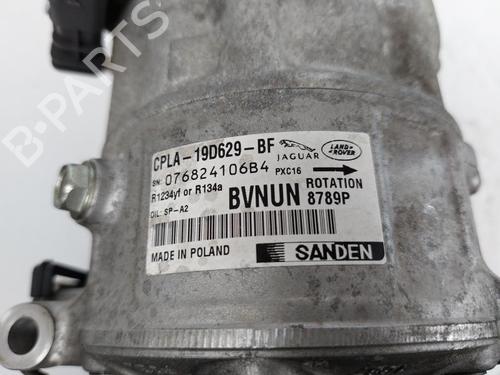 CPLA-19D629-BF
JAGUAR
LAND
ROVER
SN: 076824106B4
PXC16
R1234yf or R134a
BVNUN
ROTATION
8789P
OIL: SP-A2
MADE IN POLAND
SANDEN